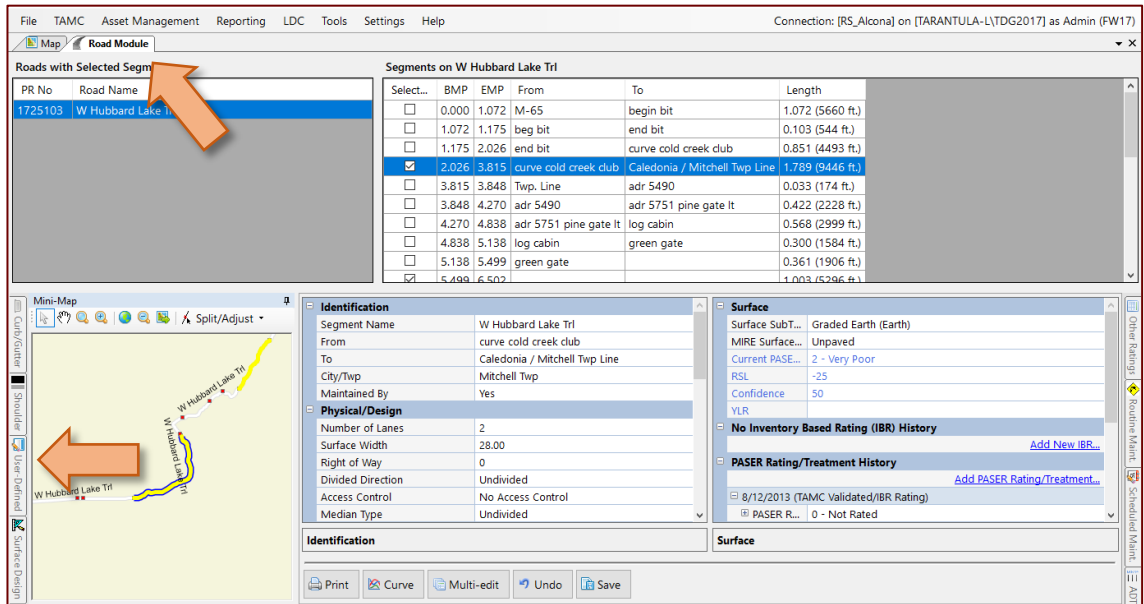 File TAMC Asset Management Reporting LDC Tools Settings Help Connection: [RS_Alcona] on [TARANTULA-L\TDG2017] as Admin (FW17)
Map Road Module
Roads with Selected Segm
PR No Road Name
1725103 W Hubbard Lake T
Segments on W Hubbard Lake Trl
Select... BMP EMP From To Length
0.000 1.072 M-65 begin bit 1.072 (5660 ft.)
1.072 1.175 beg bit end bit 0.103 (544 ft.)
1.175 2.026 end bit curve cold creek club 0.851 (4493 ft.)
2.026 3.815 curve cold creek club Caledonia / Mitchell Twp Line 1.789 (9446 ft.)
3.815 3.848 Twp. Line adr 5490 0.033 (174 ft.)
3.848 4.270 adr 5490 adr 5751 pine gate lt 0.422 (2228 ft.)
4.270 4.838 adr 5751 pine gate lt log cabin 0.568 (2999 ft.)
4.838 5.138 log cabin green gate 0.300 (1584 ft.)
5.138 5.499 green gate 0.361 (1906 ft.)
5.499 6.502 1.003 (5296 ft.)
Curb/Gutter
Shoulder
User-Defined
Surface Design
Mini-Map
Split/Adjust
W Hubbard Lake Trl
W Hubbard Lake Trl
W Hubbard Lake Trl
Identification
Segment Name W Hubbard Lake Trl
From curve cold creek club
To Caledonia / Mitchell Twp Line
City/Twp Mitchell Twp
Maintained By Yes
Physical/Design
Number of Lanes 2
Surface Width 28.00
Right of Way 0
Divided Direction Undivided
Access Control No Access Control
Median Type Undivided
Identification
Surface
Surface SubT... Graded Earth (Earth)
MIRE Surface... Unpaved
Current PASE... 2 - Very Poor
RSL -25
Confidence 50
YLR
No Inventory Based Rating (IBR) History
Add New IBR...
PASER Rating/Treatment History
Add PASER Rating/Treatment...
8/12/2013 (TAMC Validated/IBR Rating)
PASER R... 0 - Not Rated
Surface
Print Curve Multi-edit Undo Save
Other Ratings
Routine Maint.
Scheduled Maint.
ADT